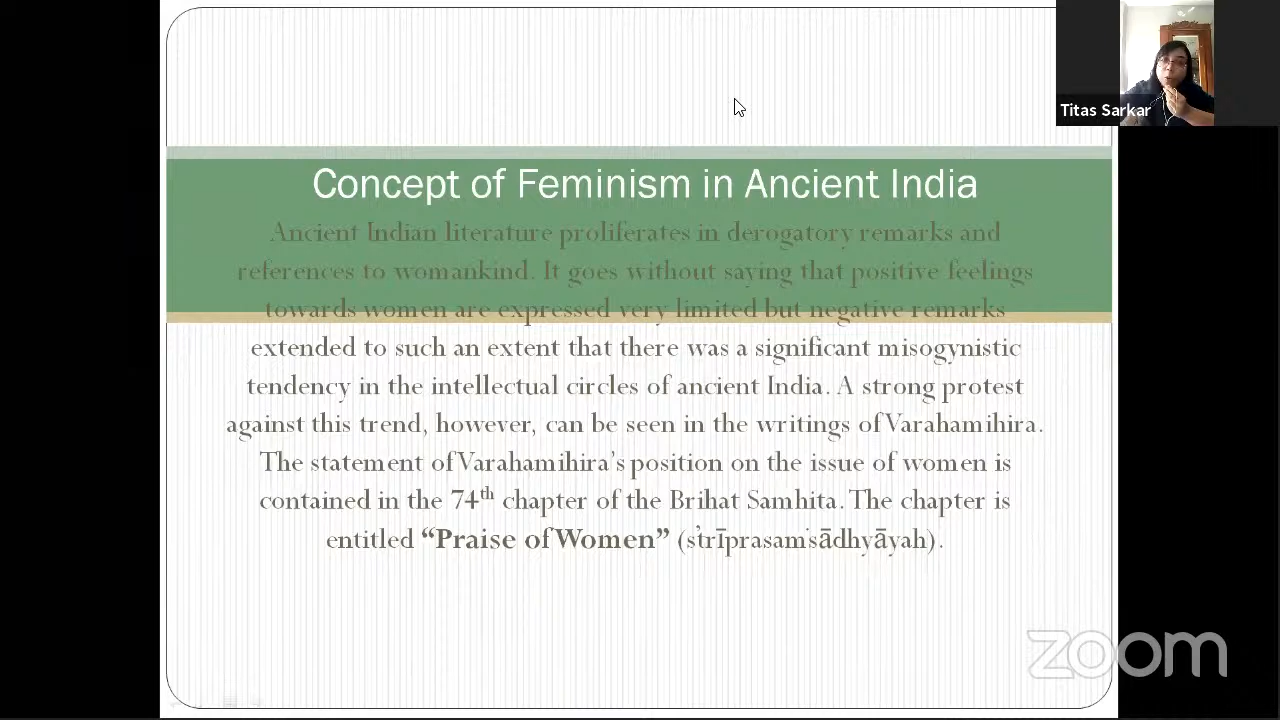 Titas Sarkar
Concept of Feminism in Ancient India
Ancient Indian literature proliferates in derogatory remarks and
references to womankind. It goes without saying that positive feelings
towards women are expressed very limited but negative remarks
extended to such an extent that there was a significant misogynistic
tendency in the intellectual circles of ancient India. A strong protest
against this trend, however, can be seen in the writings of Varahamihira.
The statement of Varahamihira’s position on the issue of women is
contained in the 74th chapter of the Brihat Samhita. The chapter is
entitled “Praise of Women” (s’trīprasam‘sādhyāyah).
zoom